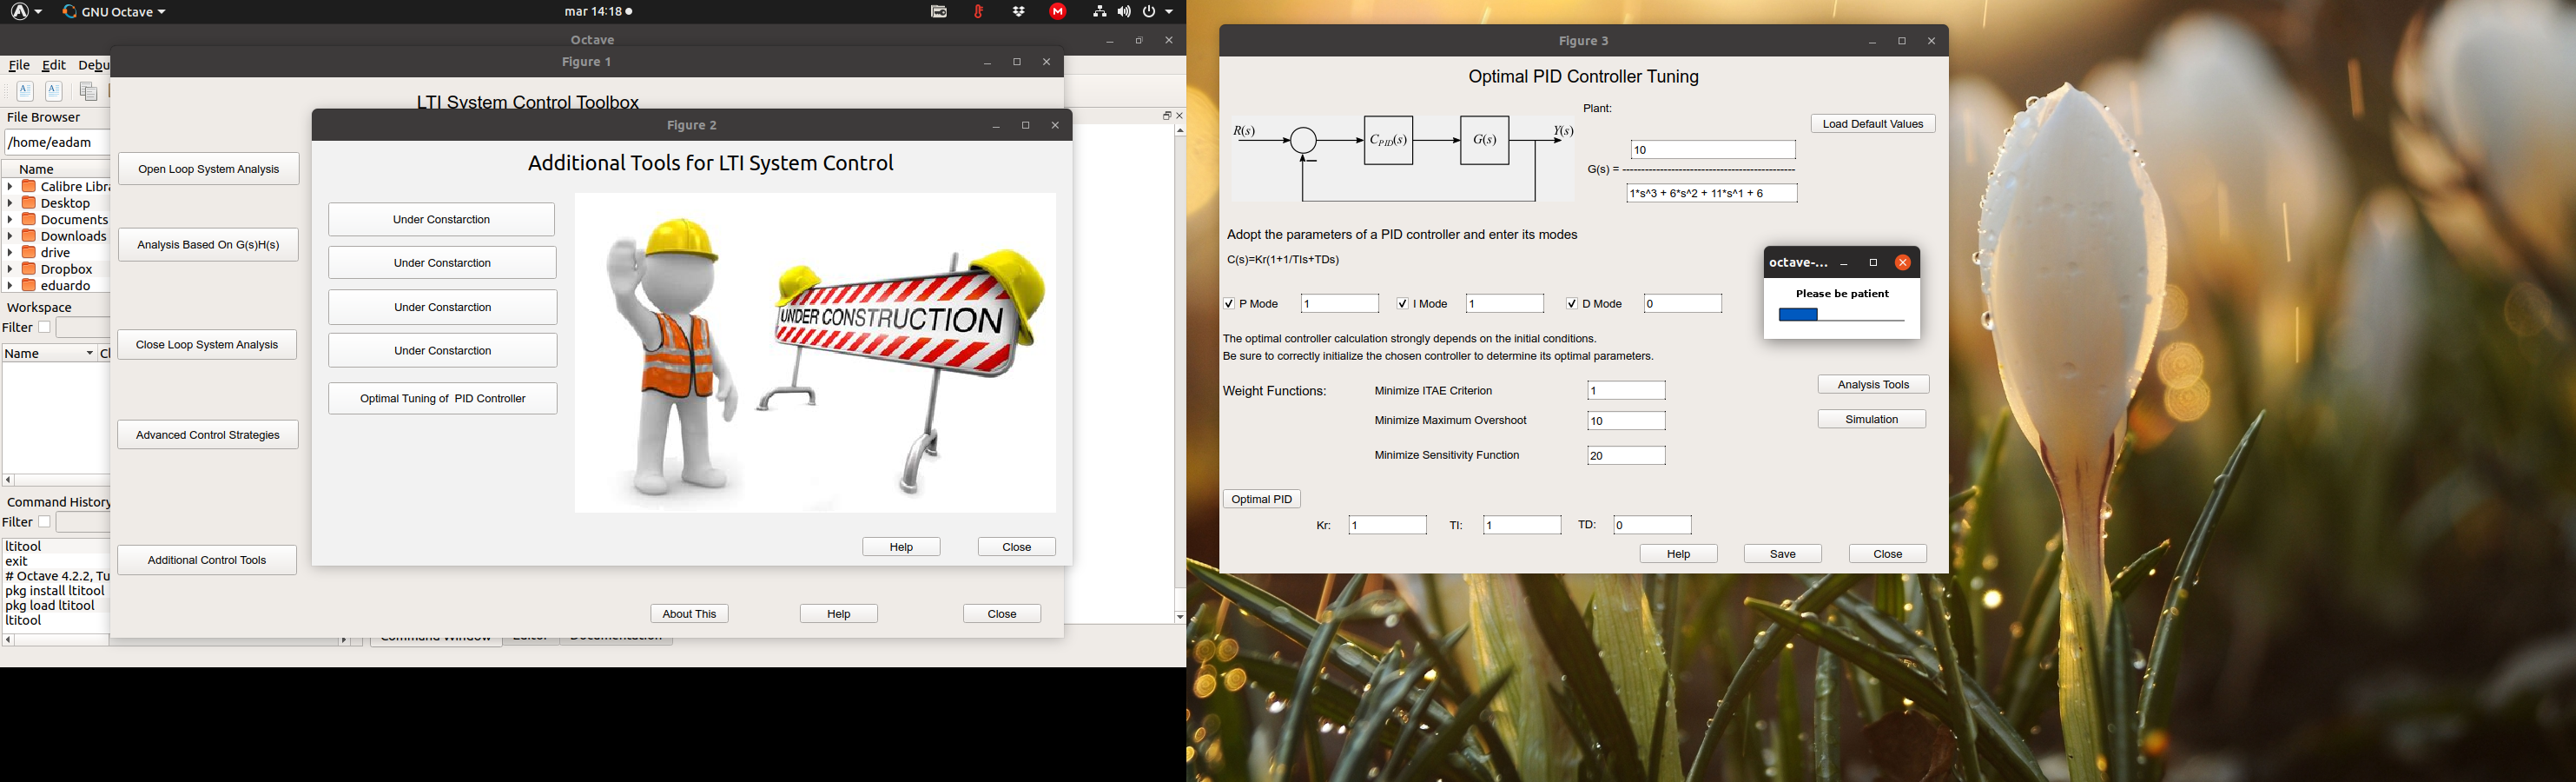 GNU Octave
mar 14:18
Octave
File Edit Debu
File Browser
/home/eadam
Name
Calibre Libra
Desktop
Documents
Downloads
drive
Dropbox
eduardo
Workspace
Filter
Name
Command History
Filter
ltitool
exit
# Octave 4.2.2, Tu
pkg install ltitool
pkg load ltitool
ltitool
Figure 1
LTI System Control Toolbox
Open Loop System Analysis
Analysis Based On G(s)H(s)
Close Loop System Analysis
Advanced Control Strategies
Additional Control Tools
About This
Help
Close
Figure 2
Additional Tools for LTI System Control
Under Constarction
Under Constarction
Under Constarction
Under Constarction
Optimal Tuning of PID Controller
UNDER CONSTRUCTION
Help
Close
Figure 3
Optimal PID Controller Tuning
R(s)
CPID(s)
G(s)
Y(s)
Plant:
Load Default Values
10
G(s) = ------------------------------------------------
1*s^3 + 6*s^2 + 11*s^1 + 6
Adopt the parameters of a PID controller and enter its modes
C(s)=Kr(1+1/TIs+TDs)
P Mode 1 I Mode 1 D Mode 0
octave-...
Please be patient
The optimal controller calculation strongly depends on the initial conditions.
Be sure to correctly initialize the chosen controller to determine its optimal parameters.
Weight Functions:
Minimize ITAE Criterion 1
Minimize Maximum Overshoot 10
Minimize Sensitivity Function 20
Analysis Tools
Simulation
Optimal PID
Kr: 1 TI: 1 TD: 0
Help
Save
Close